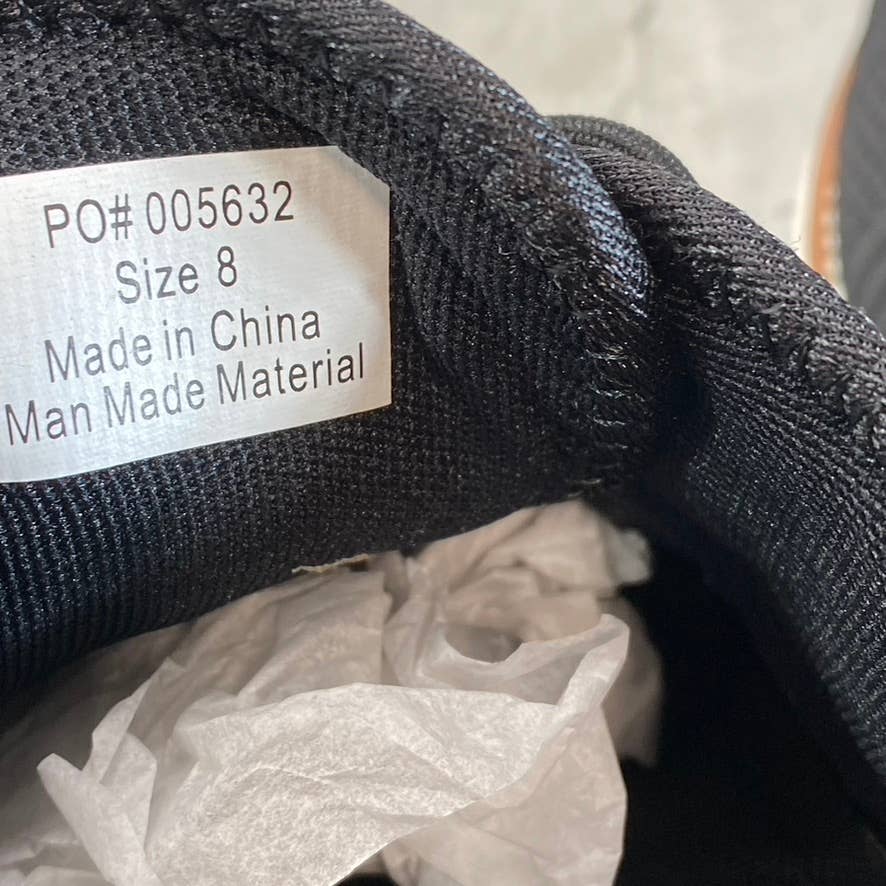 PO# 005632
Size 8
Made in China
Man Made Material